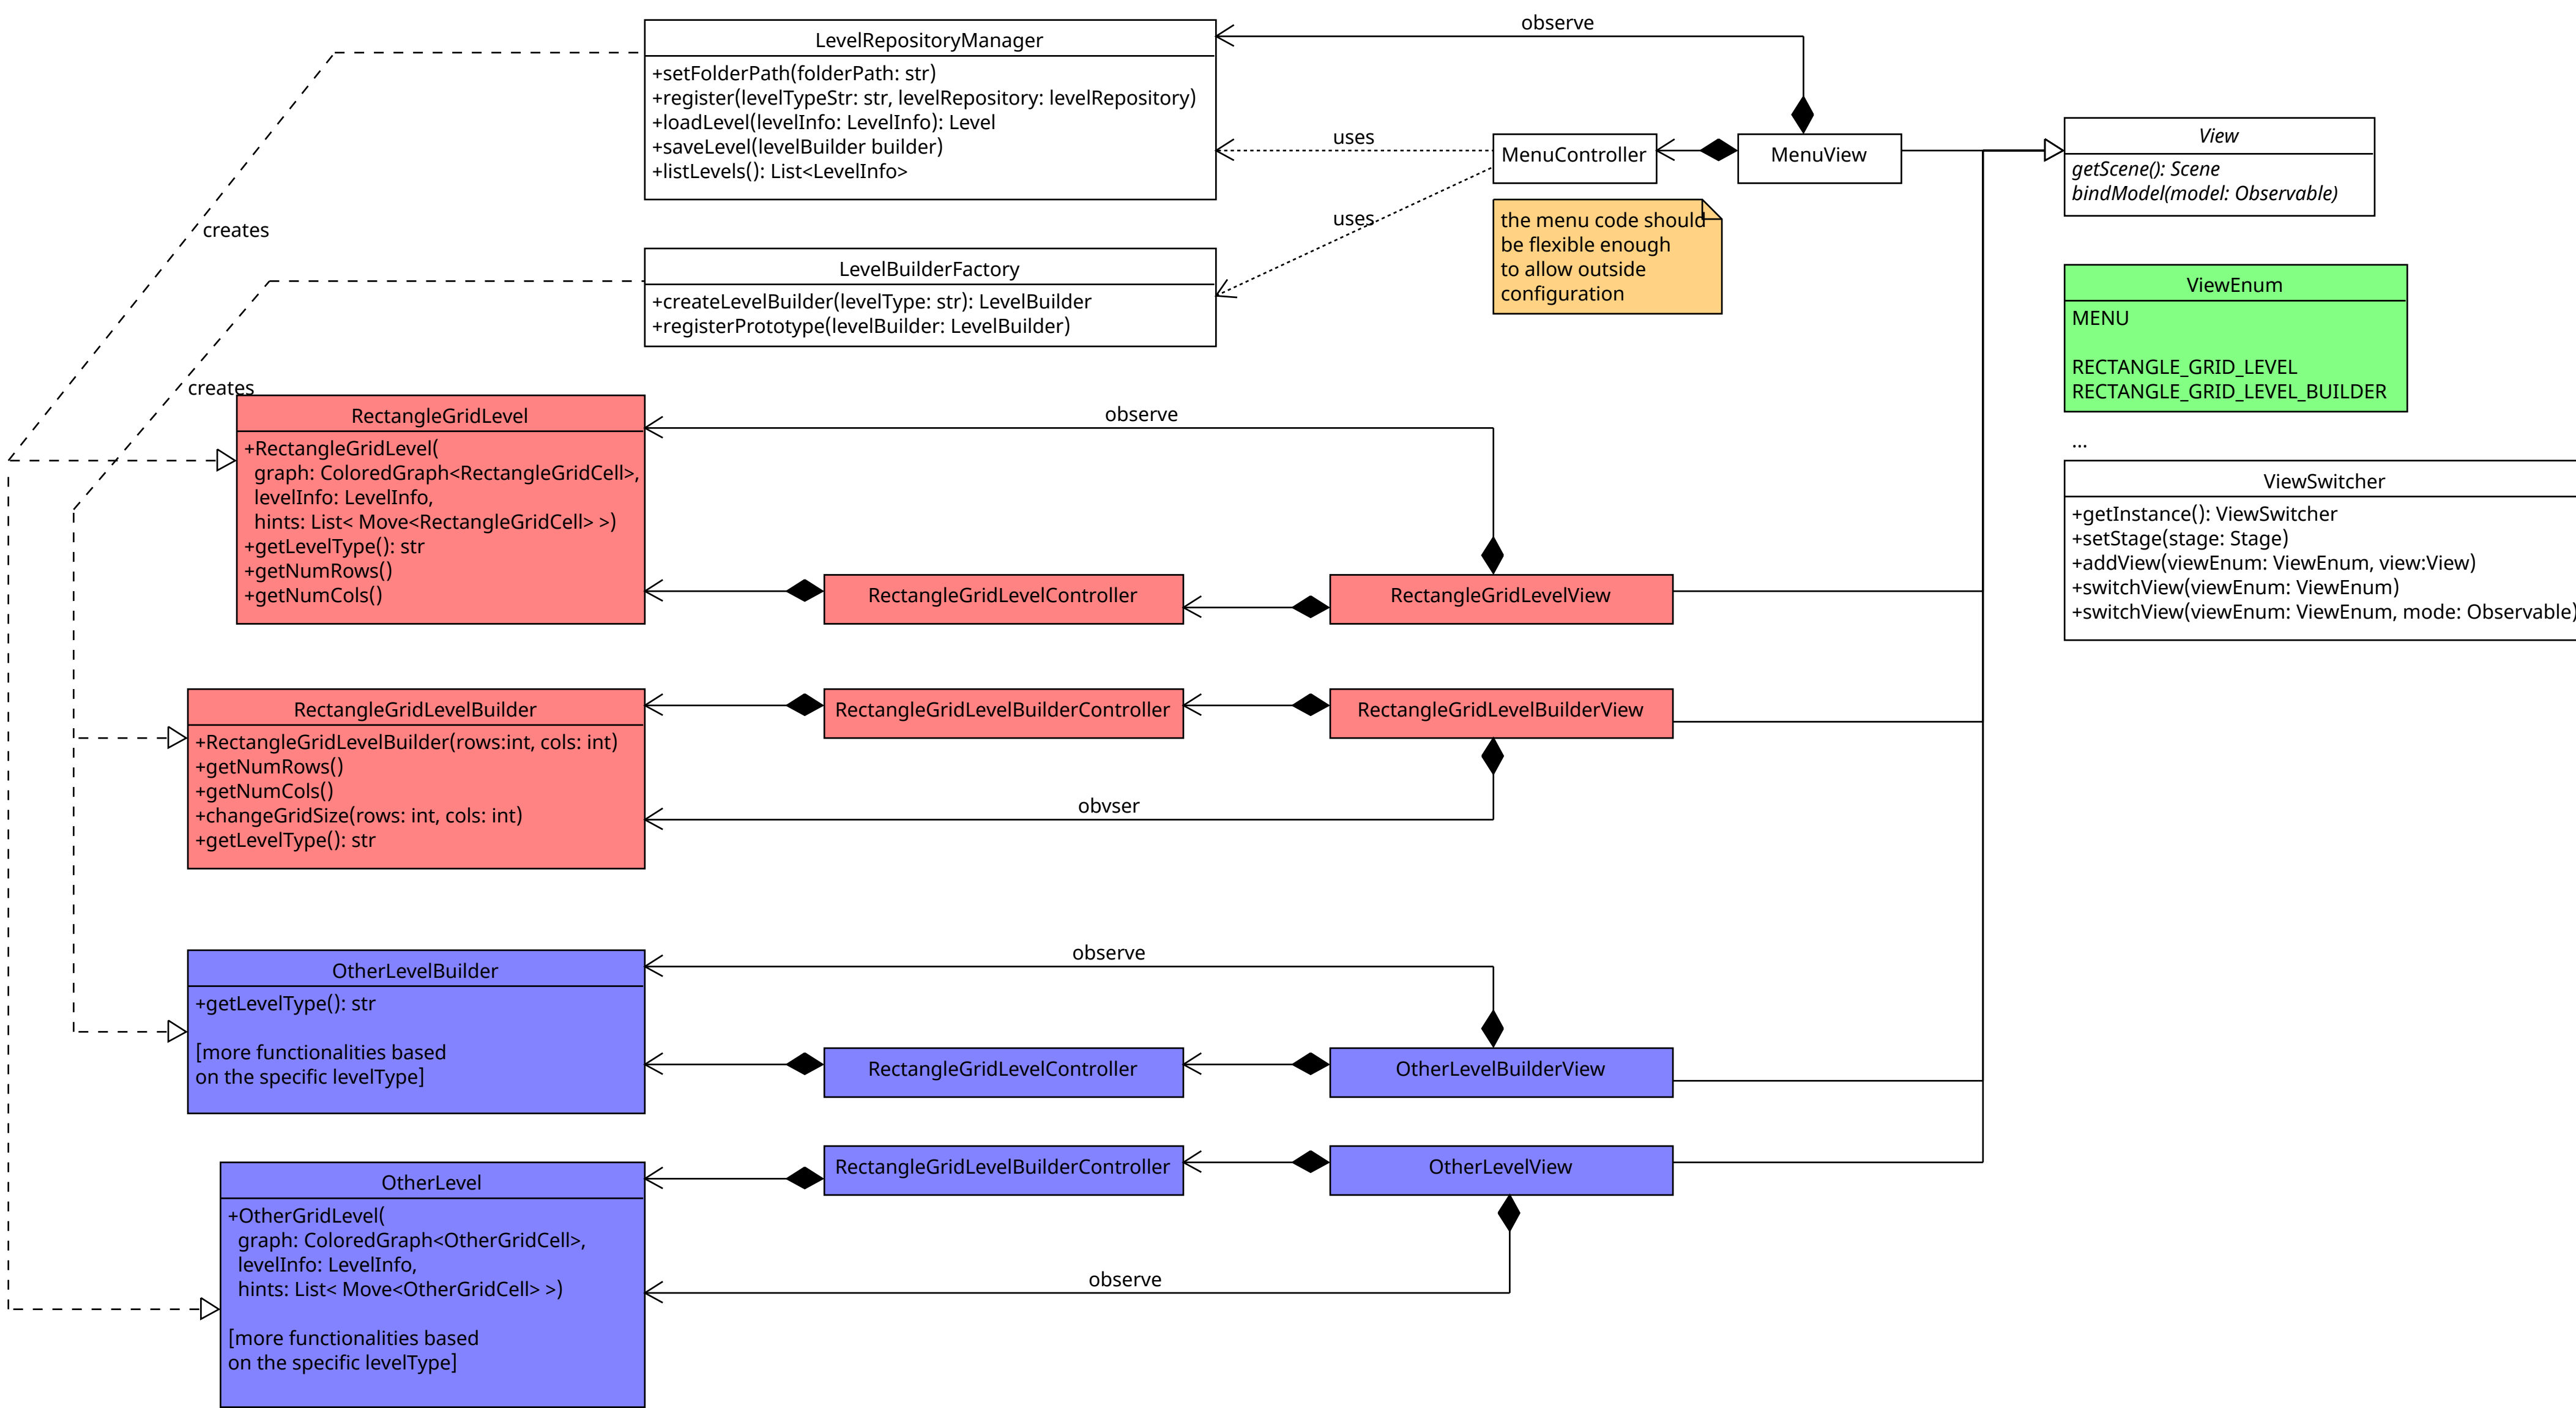 observe
LevelRepositoryManager
+setFolderPath(folderPath: str)
+register(levelTypeStr: str, levelRepository: levelRepository)
+loadLevel(levelInfo: LevelInfo): Level
+saveLevel(levelBuilder builder)
+listLevels(): List<LevelInfo>
uses
MenuController
MenuView
View
getScene(): Scene
bindModel(model: Observable)
creates
uses
the menu code should
be flexible enough
to allow outside
configuration
LevelBuilderFactory
+createLevelBuilder(levelType: str): LevelBuilder
+registerPrototype(levelBuilder: LevelBuilder)
ViewEnum
MENU
RECTANGLE_GRID_LEVEL
RECTANGLE_GRID_LEVEL_BUILDER
...
creates
RectangleGridLevel
+RectangleGridLevel(
graph: ColoredGraph<RectangleGridCell>,
levelInfo: LevelInfo,
hints: List< Move<RectangleGridCell> >)
+getLevelType(): str
+getNumRows()
+getNumCols()
observe
RectangleGridLevelController
RectangleGridLevelView
ViewSwitcher
+getInstance(): ViewSwitcher
+setStage(stage: Stage)
+addView(viewEnum: ViewEnum, view:View)
+switchView(viewEnum: ViewEnum)
+switchView(viewEnum: ViewEnum, mode: Observable)
RectangleGridLevelBuilder
+RectangleGridLevelBuilder(rows:int, cols: int)
+getNumRows()
+getNumCols()
+changeGridSize(rows: int, cols: int)
+getLevelType(): str
RectangleGridLevelBuilderController
RectangleGridLevelBuilderView
obvser
OtherLevelBuilder
+getLevelType(): str
[more functionalities based
on the specific levelType]
observe
RectangleGridLevelController
OtherLevelBuilderView
OtherLevel
+OtherGridLevel(
graph: ColoredGraph<OtherGridCell>,
levelInfo: LevelInfo,
hints: List< Move<OtherGridCell> >)
[more functionalities based
on the specific levelType]
RectangleGridLevelBuilderController
OtherLevelView
observe